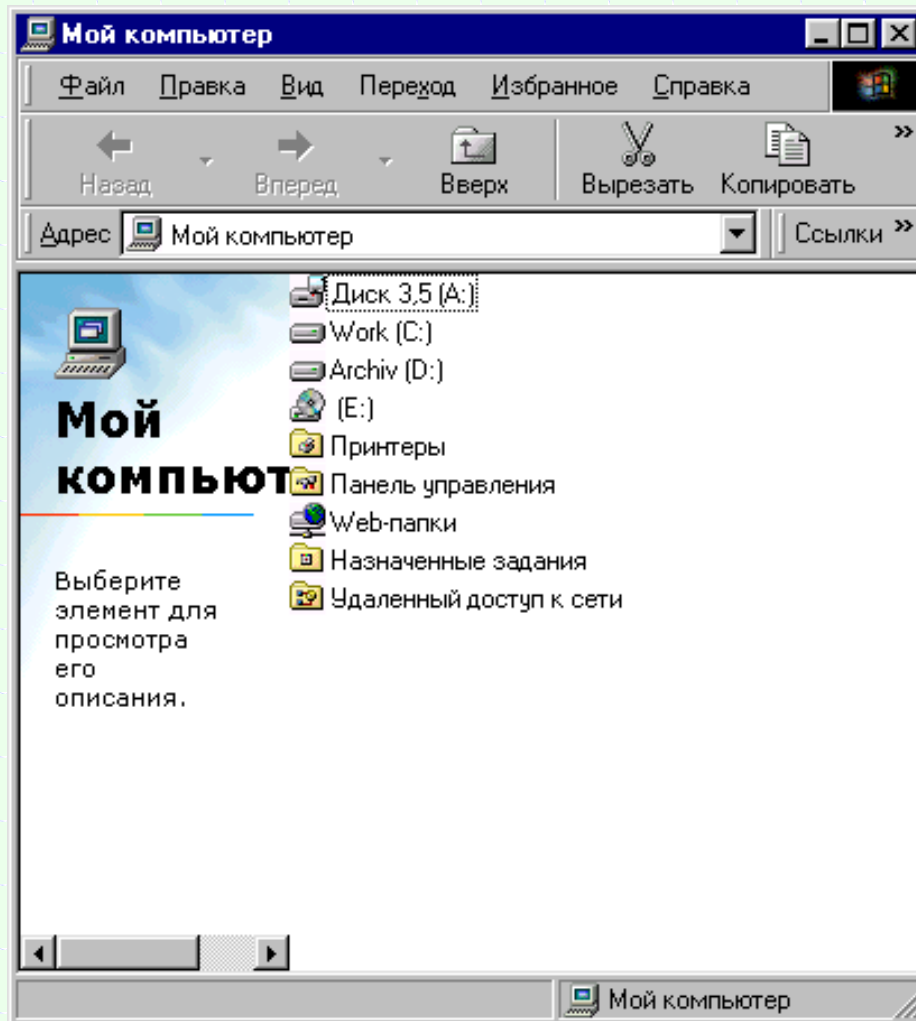 Мой компьютер
Файл Правка Вид Переход Избранное Справка
Назад Вперед Вверх Вырезать Копировать »
Адрес Мой компьютер Ссылки »
Мой
компьют
Выберите
элемент для
просмотра
его
описания.
Диск 3,5 (A:)
Work (C:)
Archiv (D:)
(E:)
Принтеры
Панель управления
Web-папки
Назначенные задания
Удаленный доступ к сети
Мой компьютер